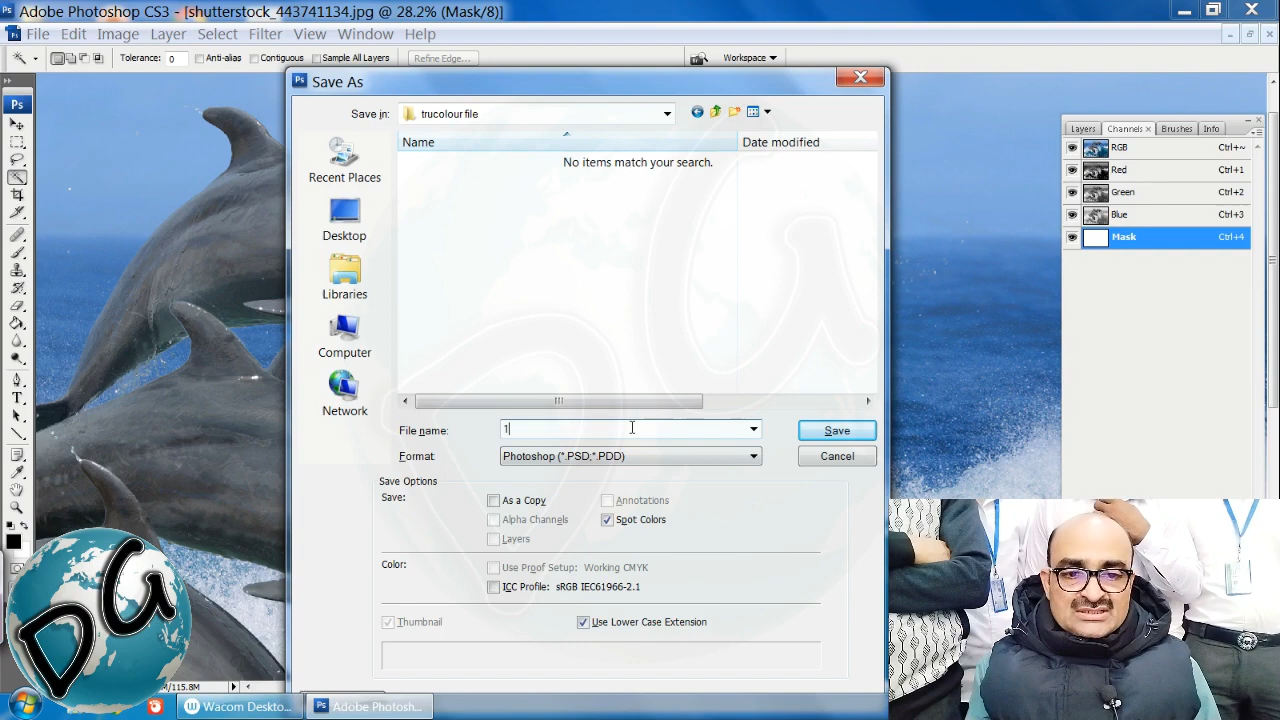 Adobe Photoshop CS3 - [shutterstock_443741134.jpg @ 28.2% (Mask/8)]
File Edit Image Layer Select Filter View Window Help
Tolerance: 0 Anti-alias Contiguous Sample All Layers Refine Edge... Workspace
Ps
Save As
Save in: trucolour file
Name Date modified
No items match your search.
Recent Places
Desktop
Libraries
Computer
Network
File name: 1
Format: Photoshop (*.PSD;*.PDD)
Save
Cancel
Save Options
Save: As a Copy Annotations
Alpha Channels Spot Colors
Layers
Color: Use Proof Setup: Working CMYK
ICC Profile: sRGB IEC61966-2.1
Thumbnail Use Lower Case Extension
Layers Channels Brushes Info
RGB Ctrl+~
Red Ctrl+1
Green Ctrl+2
Blue Ctrl+3
Mask Ctrl+4
M/115.8M
Wacom Deskto... Adobe Photosh...